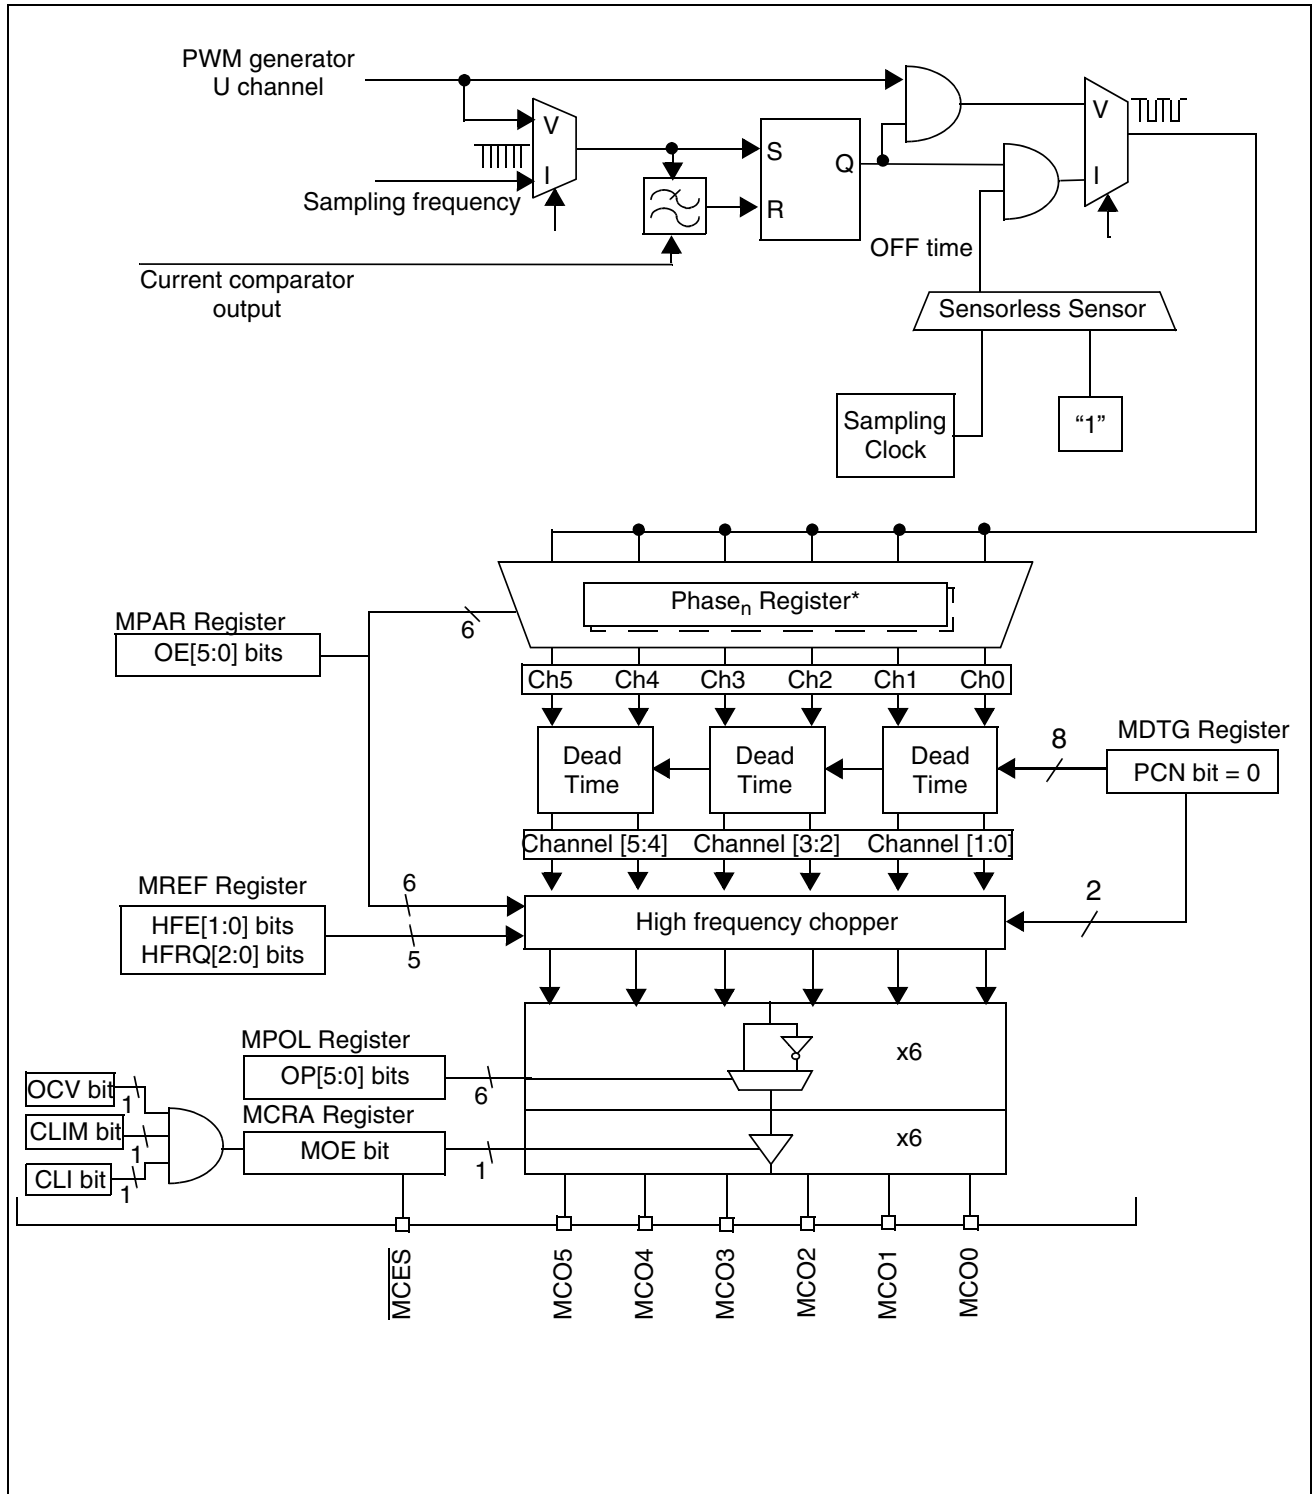 PWM generator
U channel
V
I
Sampling frequency
Current comparator
output
S
R
Q
V
I
OFF time
Sensorless Sensor
Sampling
Clock
“1”
Phasen Register*
MPAR Register
OE[5:0] bits
6
Ch5 Ch4 Ch3 Ch2 Ch1 Ch0
Dead
Time
Dead
Time
Dead
Time
8
MDTG Register
PCN bit = 0
Channel [5:4] Channel [3:2] Channel [1:0]
MREF Register
HFE[1:0] bits
HFRQ[2:0] bits
6
5
High frequency chopper
2
MPOL Register
OP[5:0] bits
6
x6
OCV bit
1
CLIM bit
1
CLI bit
1
MCRA Register
MOE bit
1
x6
MCES
MCO5
MCO4
MCO3
MCO2
MCO1
MCO0